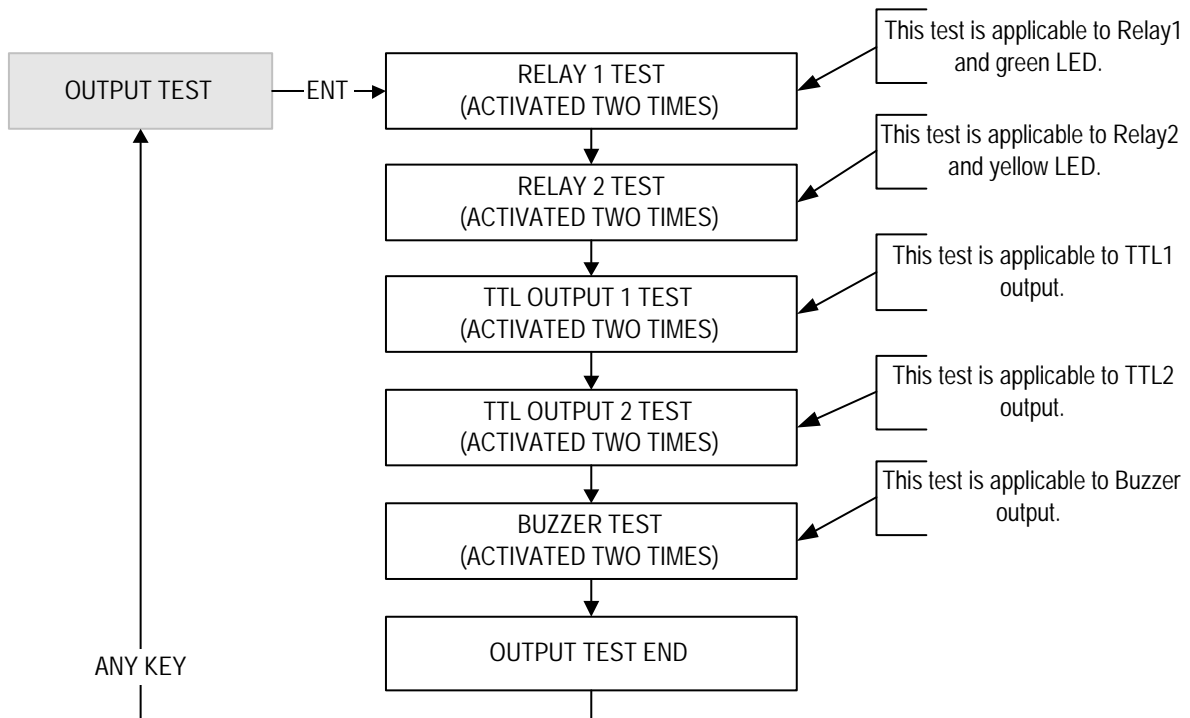 OUTPUT TEST
ENT
RELAY 1 TEST
(ACTIVATED TWO TIMES)
This test is applicable to Relay1
and green LED.
RELAY 2 TEST
(ACTIVATED TWO TIMES)
This test is applicable to Relay2
and yellow LED.
TTL OUTPUT 1 TEST
(ACTIVATED TWO TIMES)
This test is applicable to TTL1
output.
TTL OUTPUT 2 TEST
(ACTIVATED TWO TIMES)
This test is applicable to TTL2
output.
BUZZER TEST
(ACTIVATED TWO TIMES)
This test is applicable to Buzzer
output.
OUTPUT TEST END
ANY KEY